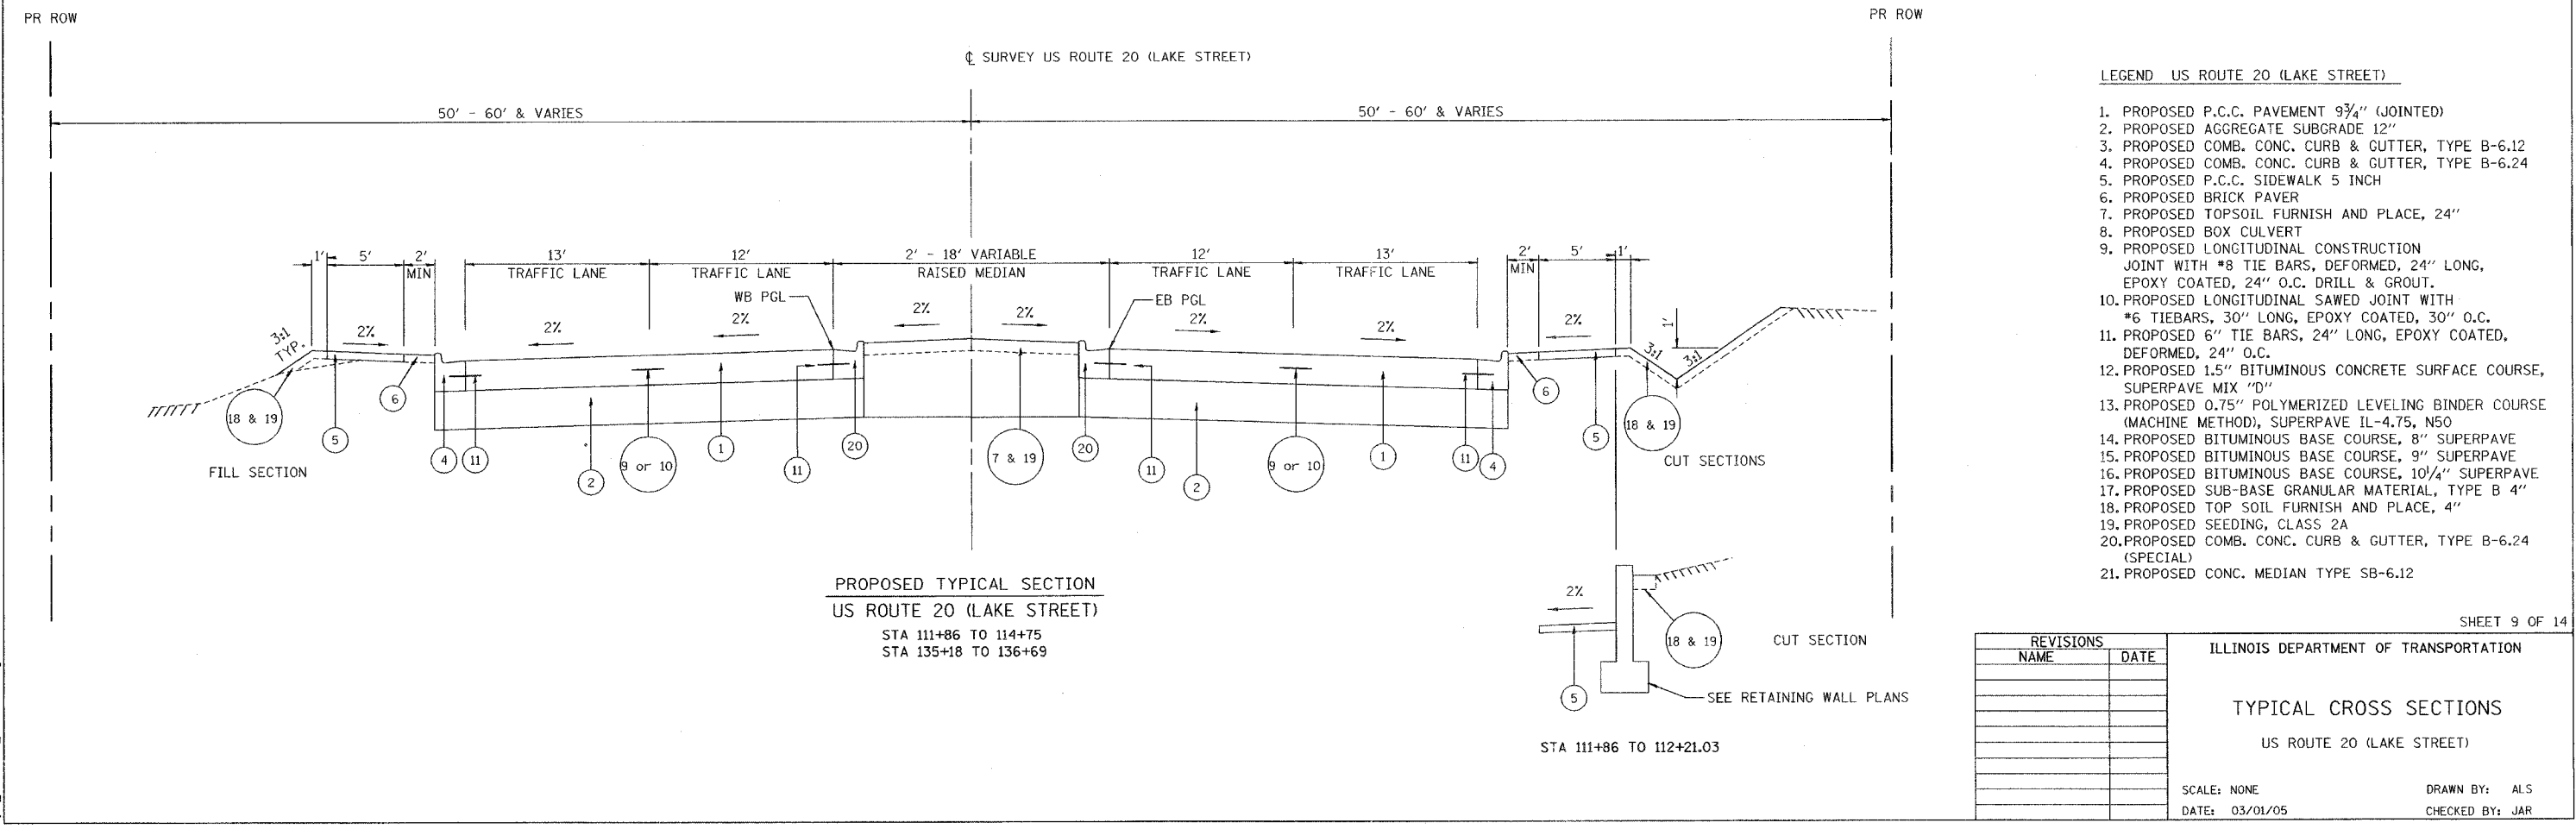 PR ROW
PR ROW
℄ SURVEY US ROUTE 20 (LAKE STREET)
50' - 60' & VARIES
50' - 60' & VARIES
1' 5' 2' MIN
13' TRAFFIC LANE
12' TRAFFIC LANE
2' - 18' VARIABLE
RAISED MEDIAN
12' TRAFFIC LANE
13' TRAFFIC LANE
2' MIN 5' 1'
WB PGL
EB PGL
3:1 TYP.
2%
2%
2%
2%
2%
2%
2%
2%
3:1
3:1
1'
18 & 19
5
6
4
11
2
9 or 10
1
11
20
7 & 19
20
11
2
9 or 10
1
11
4
6
5
18 & 19
FILL SECTION
CUT SECTIONS
PROPOSED TYPICAL SECTION
US ROUTE 20 (LAKE STREET)
STA 111+86 TO 114+75
STA 135+18 TO 136+69
2%
18 & 19
CUT SECTION
5
SEE RETAINING WALL PLANS
STA 111+86 TO 112+21.03
LEGEND US ROUTE 20 (LAKE STREET)
1. PROPOSED P.C.C. PAVEMENT 9 3/4" (JOINTED)
2. PROPOSED AGGREGATE SUBGRADE 12"
3. PROPOSED COMB. CONC. CURB & GUTTER, TYPE B-6.12
4. PROPOSED COMB. CONC. CURB & GUTTER, TYPE B-6.24
5. PROPOSED P.C.C. SIDEWALK 5 INCH
6. PROPOSED BRICK PAVER
7. PROPOSED TOPSOIL FURNISH AND PLACE, 24"
8. PROPOSED BOX CULVERT
9. PROPOSED LONGITUDINAL CONSTRUCTION
JOINT WITH #8 TIE BARS, DEFORMED, 24" LONG,
EPOXY COATED, 24" O.C. DRILL & GROUT.
10. PROPOSED LONGITUDINAL SAWED JOINT WITH
#6 TIEBARS, 30" LONG, EPOXY COATED, 30" O.C.
11. PROPOSED 6" TIE BARS, 24" LONG, EPOXY COATED,
DEFORMED, 24" O.C.
12. PROPOSED 1.5" BITUMINOUS CONCRETE SURFACE COURSE,
SUPERPAVE MIX "D"
13. PROPOSED 0.75" POLYMERIZED LEVELING BINDER COURSE
(MACHINE METHOD), SUPERPAVE IL-4.75, N50
14. PROPOSED BITUMINOUS BASE COURSE, 8" SUPERPAVE
15. PROPOSED BITUMINOUS BASE COURSE, 9" SUPERPAVE
16. PROPOSED BITUMINOUS BASE COURSE, 10 1/4" SUPERPAVE
17. PROPOSED SUB-BASE GRANULAR MATERIAL, TYPE B 4"
18. PROPOSED TOP SOIL FURNISH AND PLACE, 4"
19. PROPOSED SEEDING, CLASS 2A
20. PROPOSED COMB. CONC. CURB & GUTTER, TYPE B-6.24
(SPECIAL)
21. PROPOSED CONC. MEDIAN TYPE SB-6.12
SHEET 9 OF 14
REVISIONS
NAME DATE
ILLINOIS DEPARTMENT OF TRANSPORTATION
TYPICAL CROSS SECTIONS
US ROUTE 20 (LAKE STREET)
SCALE: NONE
DRAWN BY: ALS
DATE: 03/01/05
CHECKED BY: JAR